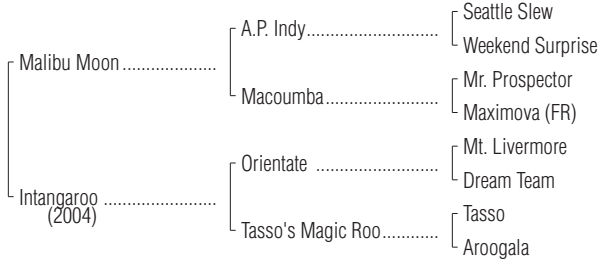 Seattle Slew
A.P. Indy
Weekend Surprise
Malibu Moon
Mr. Prospector
Macoumba
Maximova (FR)
Mt. Livermore
Orientate
Dream Team
Intangaroo
(2004)
Tasso
Tasso's Magic Roo
Aroogala